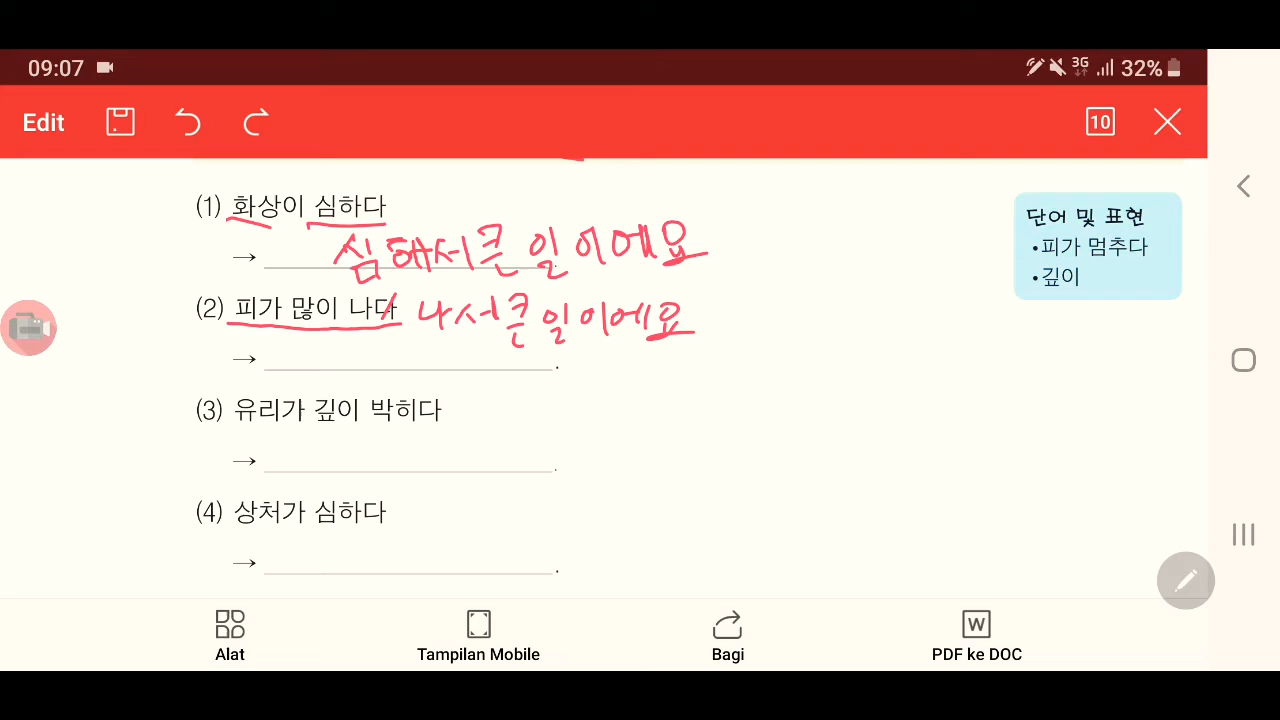 09:07 3G 32%
Edit 10
(1) 화상이 심하다
→ 심해서 큰 일이에요.
(2) 피가 많이 나다 / 나서 큰 일이에요
→ .
(3) 유리가 깊이 박히다
→ .
(4) 상처가 심하다
→ .
단어 및 표현
•피가 멈추다
•깊이
Alat Tampilan Mobile Bagi W PDF ke DOC